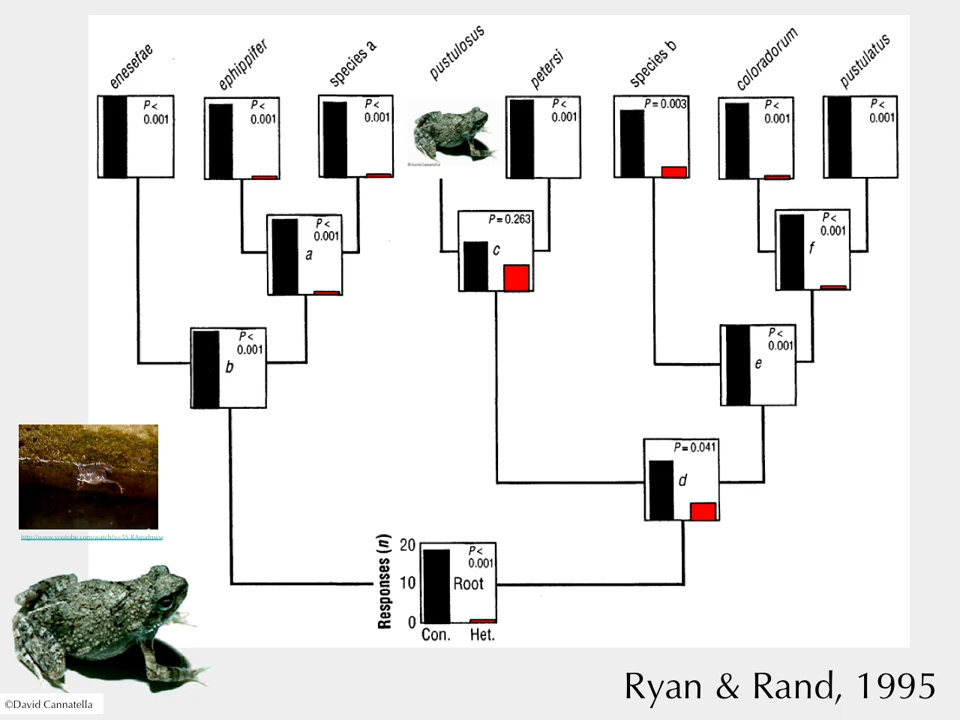 enesefae
ephippifer
species a
pustulosus
petersi
species b
coloradorum
pustulatus
P <
0.001
P <
0.001
P <
0.001
©David Cannatella
P <
0.001
P = 0.003
P <
0.001
P <
0.001
P <
0.001
a
P = 0.263
c
P <
0.001
f
P <
0.001
b
P <
0.001
e
P = 0.041
d
Responses (n)
20
10
0
P <
0.001
Root
Con. Het.
©David Cannatella
Ryan & Rand, 1995